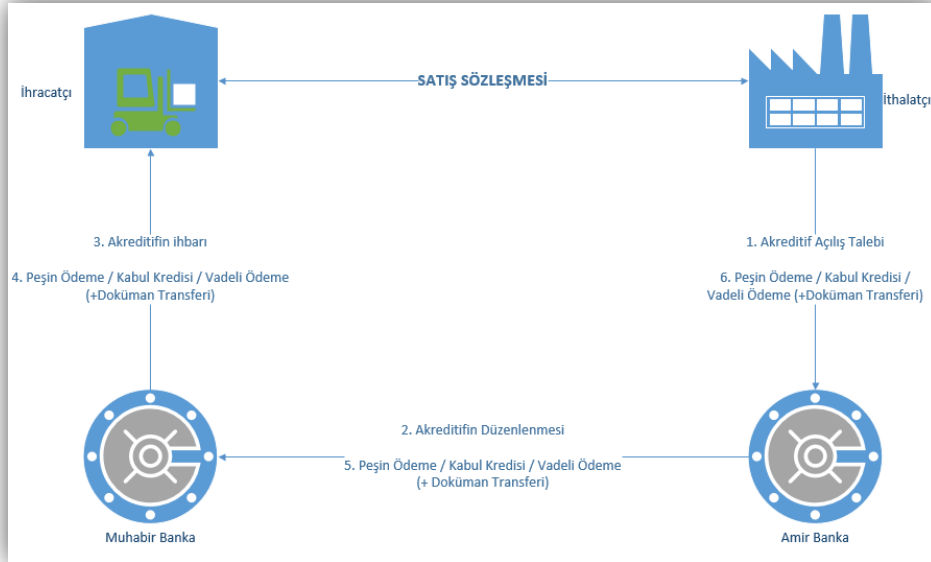 İhracatçı
SATIŞ SÖZLEŞMESİ
İthalatçı
3. Akreditifin ihbarı
4. Peşin Ödeme / Kabul Kredisi / Vadeli Ödeme
(+Doküman Transferi)
1. Akreditif Açılış Talebi
6. Peşin Ödeme / Kabul Kredisi /
Vadeli Ödeme (+Doküman Transferi)
2. Akreditifin Düzenlenmesi
5. Peşin Ödeme / Kabul Kredisi / Vadeli Ödeme
(+ Doküman Transferi)
Muhabir Banka
Amir Banka